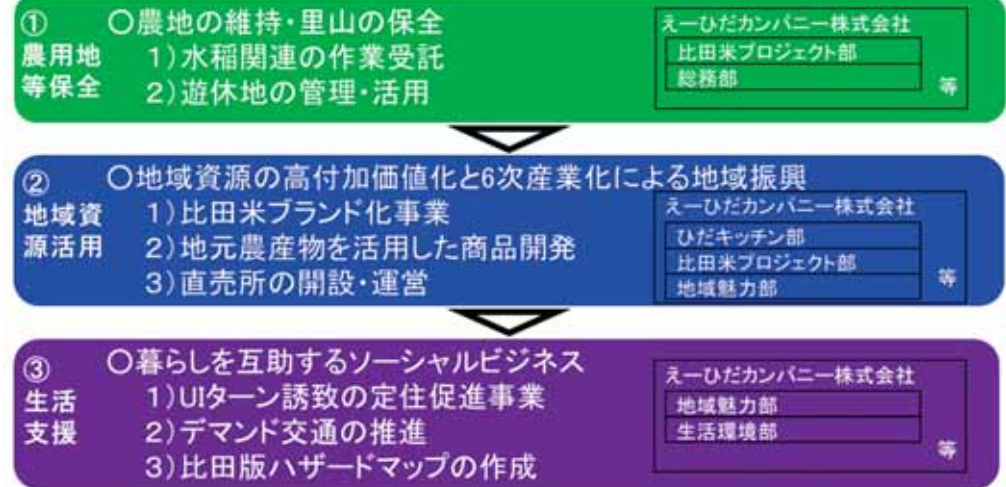 ①
農用地
等保全
〇農地の維持・里山の保全
1)水稲関連の作業受託
2)遊休地の管理・活用
えーひだカンパニー株式会社
比田米プロジェクト部
総務部
等
②
地域資
源活用
〇地域資源の高付加価値化と6次産業化による地域振興
1)比田米ブランド化事業
2)地元農産物を活用した商品開発
3)直売所の開設・運営
えーひだカンパニー株式会社
ひだキッチン部
比田米プロジェクト部
地域魅力部
等
③
生活
支援
〇暮らしを互助するソーシャルビジネス
1)UIターン誘致の定住促進事業
2)デマンド交通の推進
3)比田版ハザードマップの作成
えーひだカンパニー株式会社
地域魅力部
生活環境部
等